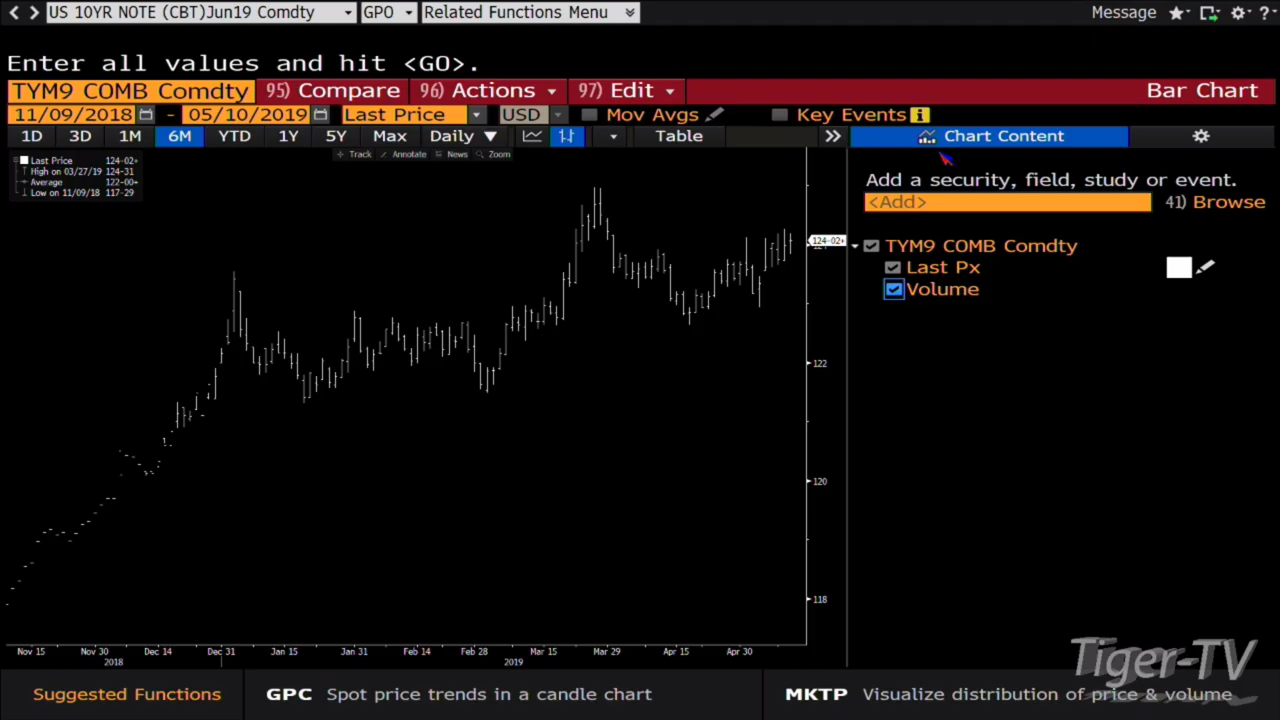 US 10YR NOTE (CBT)Jun19 Comdty GPO Related Functions Menu Message ?
Enter all values and hit <GO>.
TYM9 COMB Comdty 95) Compare 96) Actions 97) Edit Bar Chart
11/09/2018 - 05/10/2019 Last Price USD Mov Avgs Key Events i
1D 3D 1M 6M YTD 1Y 5Y Max Daily Table Chart Content
Track Annotate News Zoom
Last Price 124-02+
High on 03/27/19 124-31
Average 122-00+
Low on 11/09/18 117-29
Add a security, field, study or event.
<Add> 41) Browse
TYM9 COMB Comdty
Last Px
Volume
124-02+
122
120
118
Nov 15 Nov 30 Dec 14 Dec 31 Jan 15 Jan 31 Feb 14 Feb 28 Mar 15 Mar 29 Apr 15 Apr 30
2018 2019
Tiger-TV
Suggested Functions GPC Spot price trends in a candle chart MKTP Visualize distribution of price & volume